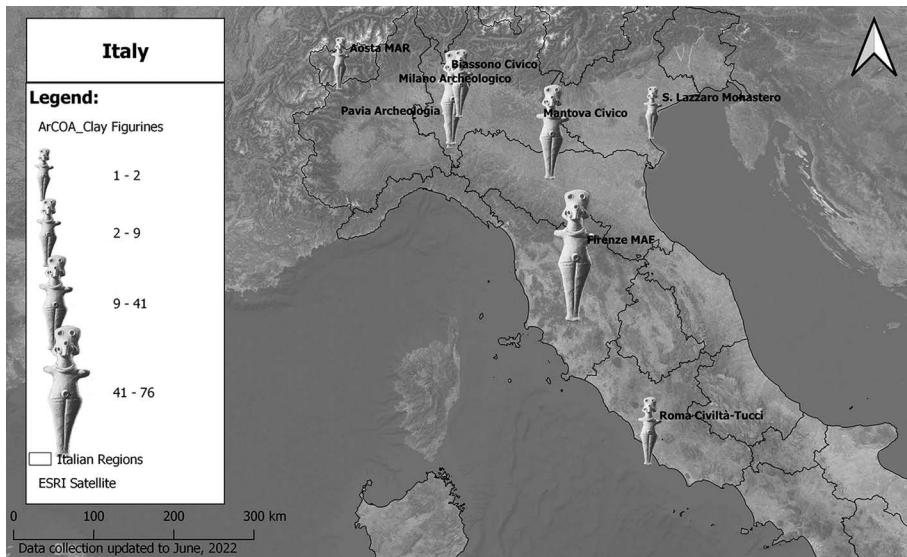 Italy
Legend:
ArCOA_Clay Figurines
1 - 2
2 - 9
9 - 41
41 - 76
Italian Regions
ESRI Satellite
0 100 200 300 km
Data collection updated to June, 2022
Aosta MAR
Biassono Civico
Milano Archeologico
Pavia Archeologia
Mantova Civico
S. Lazzaro Monastero
Firenze MAF
Roma-Civiltà-Tucci